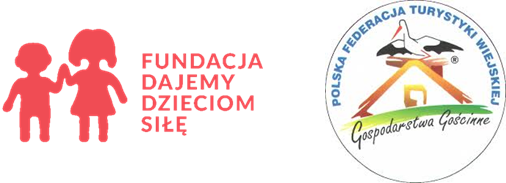 FUNDACJA
DAJEMY
DZIECIOM
SIŁĘ
POLSKA FEDERACJA TURYSTYKI WIEJSKIEJ
®
Gospodarstwa Gościnne